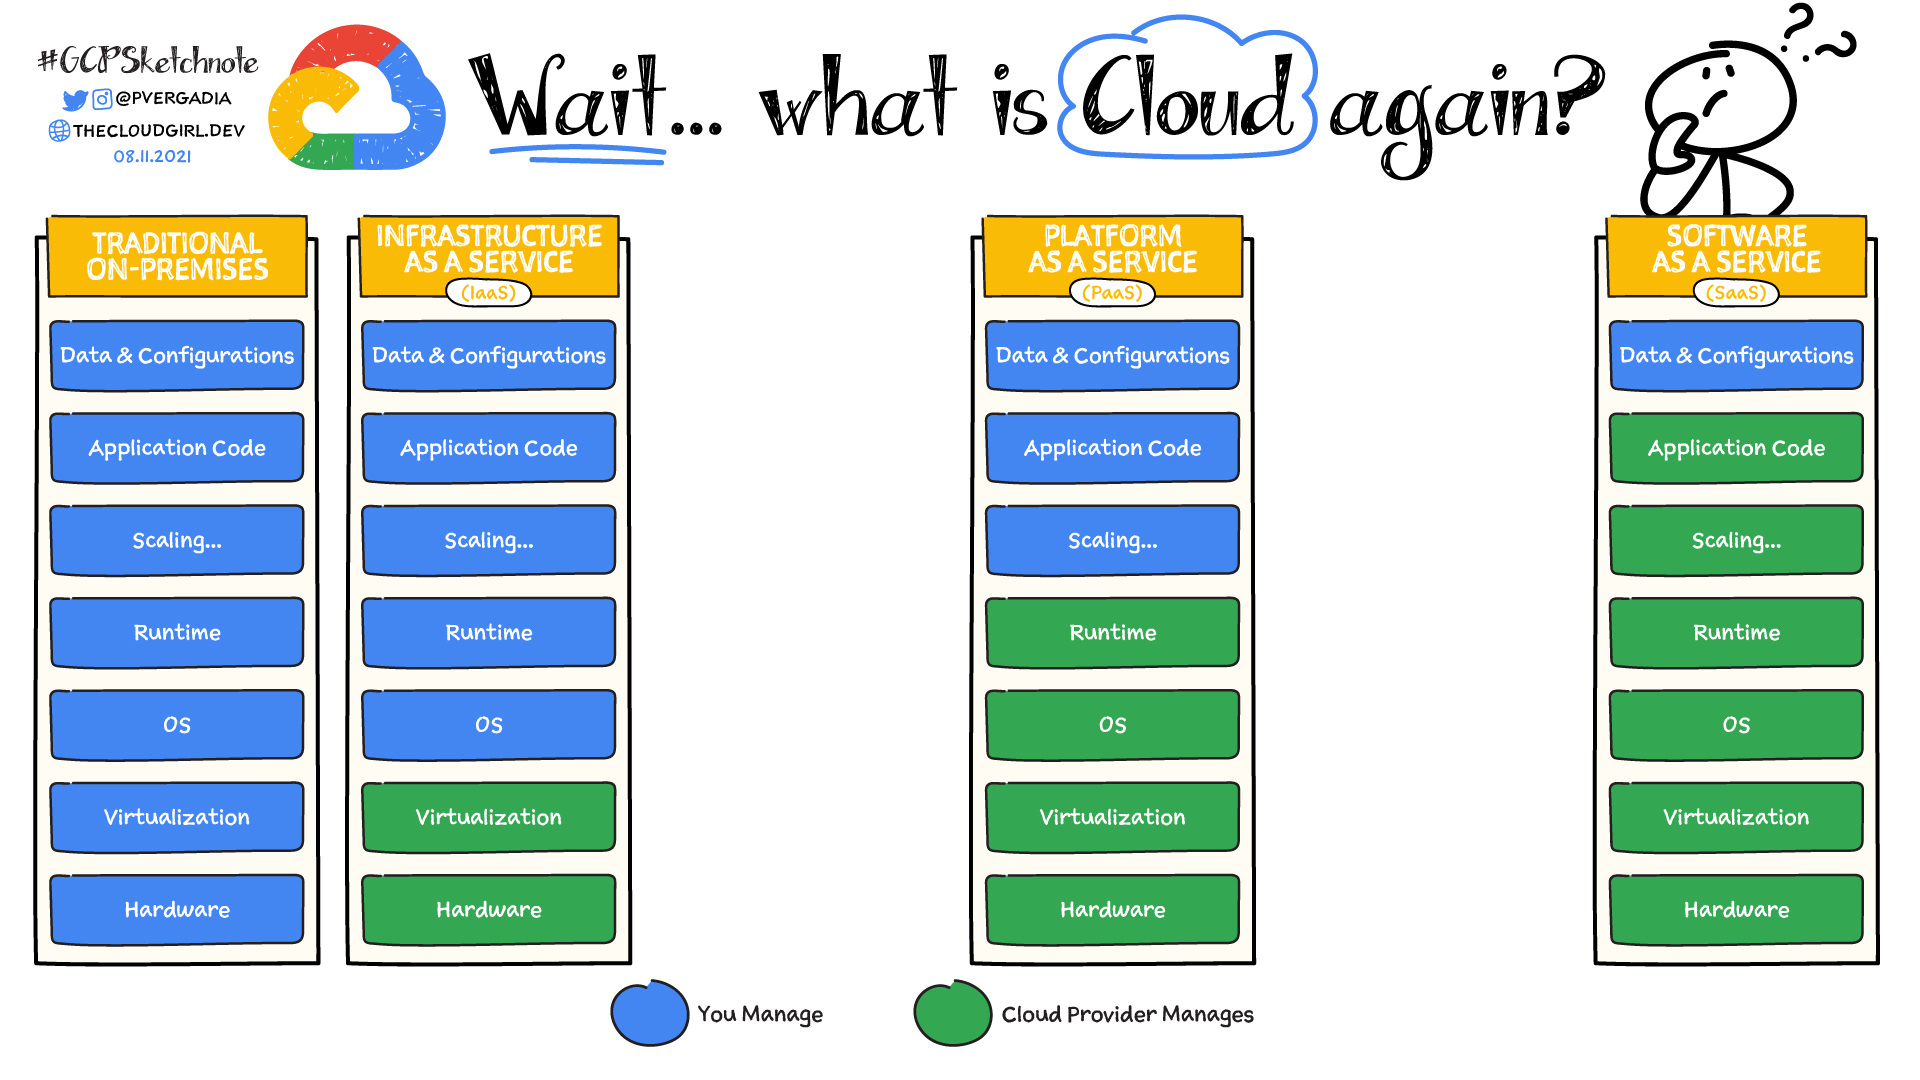 #GCPSketchnote
@PVERGADIA
THECLOUDGIRL.DEV
08.11.2021
Wait... what is Cloud again?
TRADITIONAL
ON-PREMISES
Data & Configurations
Application Code
Scaling...
Runtime
OS
Virtualization
Hardware
INFRASTRUCTURE
AS A SERVICE
(IaaS)
Data & Configurations
Application Code
Scaling...
Runtime
OS
Virtualization
Hardware
PLATFORM
AS A SERVICE
(PaaS)
Data & Configurations
Application Code
Scaling...
Runtime
OS
Virtualization
Hardware
SOFTWARE
AS A SERVICE
(SaaS)
Data & Configurations
Application Code
Scaling...
Runtime
OS
Virtualization
Hardware
You Manage
Cloud Provider Manages
? ?